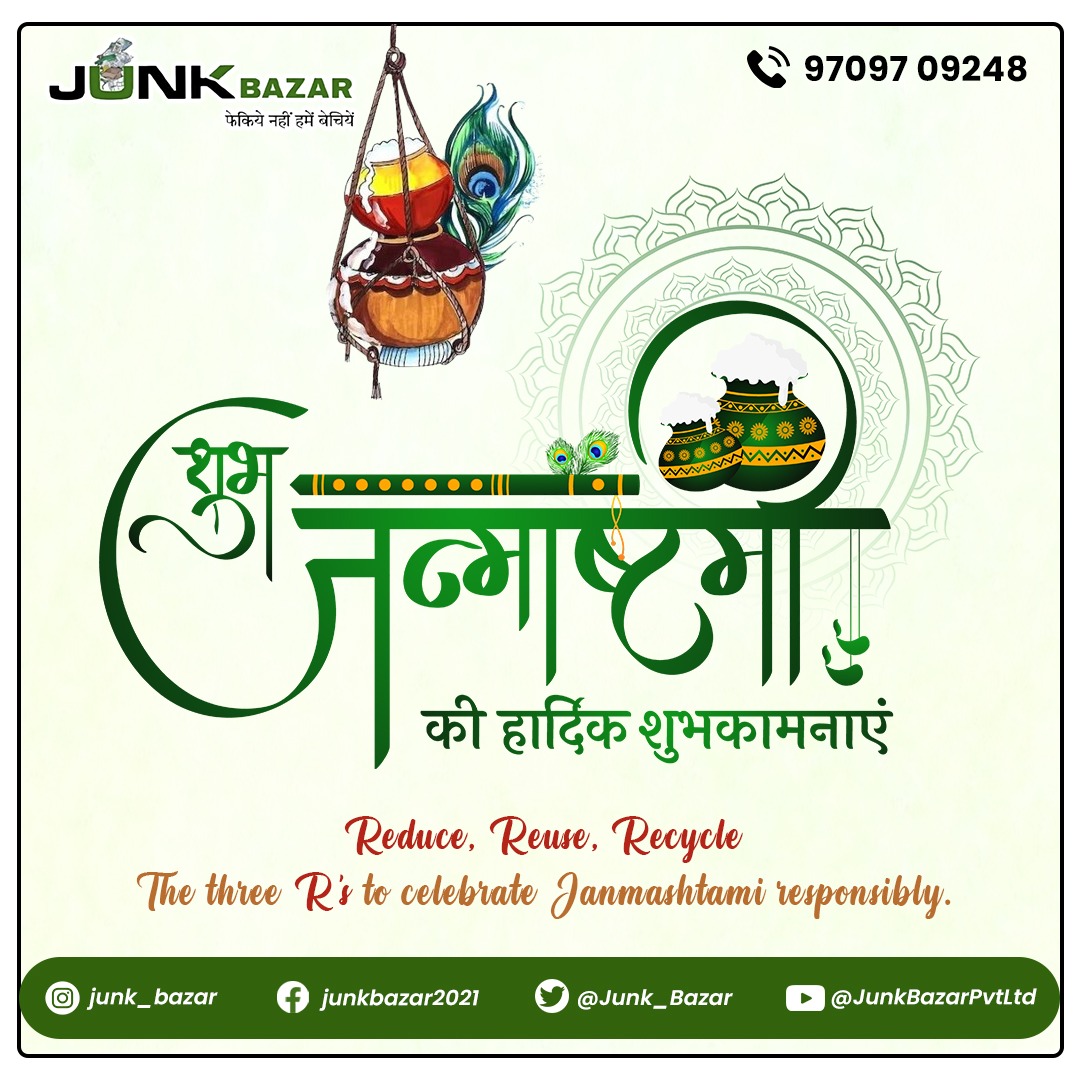 JUNK BAZAR
फेकिये नहीं हमें बेचियें
97097 09248
शुभ
जन्माष्टमी
की हार्दिक शुभकामनाएं
Reduce, Reuse, Recycle
The three R's to celebrate Janmashtami responsibly.
junk_bazar junkbazar2021 @Junk_Bazar @JunkBazarPvtLtd